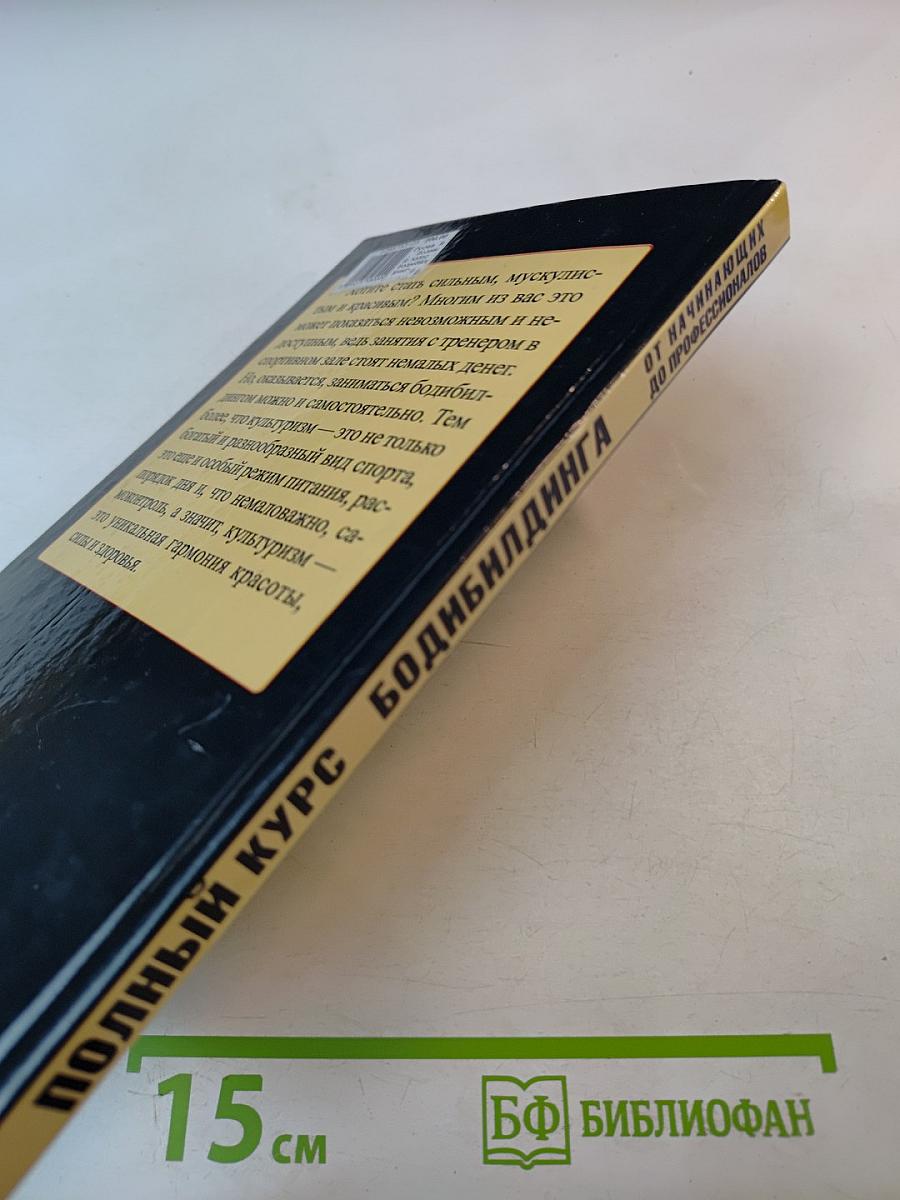 Хотите стать сильным, мускулис-
тым и красивым? Многим из вас это
может показаться невозможным и не-
доступным, ведь занятия с тренером в
спортивном зале стоят немалых денег.
Но, оказывается, заниматься бодибил-
дингом можно и самостоятельно. Тем
более, что культуризм — это не только
богатый и разнообразный вид спорта,
это еще и особый режим питания, рас-
порядок дня и, что немаловажно, са-
моконтроль, а значит, культуризм —
это уникальная гармония красоты,
силы и здоровья.
ПОЛНЫЙ КУРС БОДИБИЛДИНГА
ОТ НАЧИНАЮЩИХ
ДО ПРОФЕССИОНАЛОВ
15 см
БФ БИБЛИОФАН